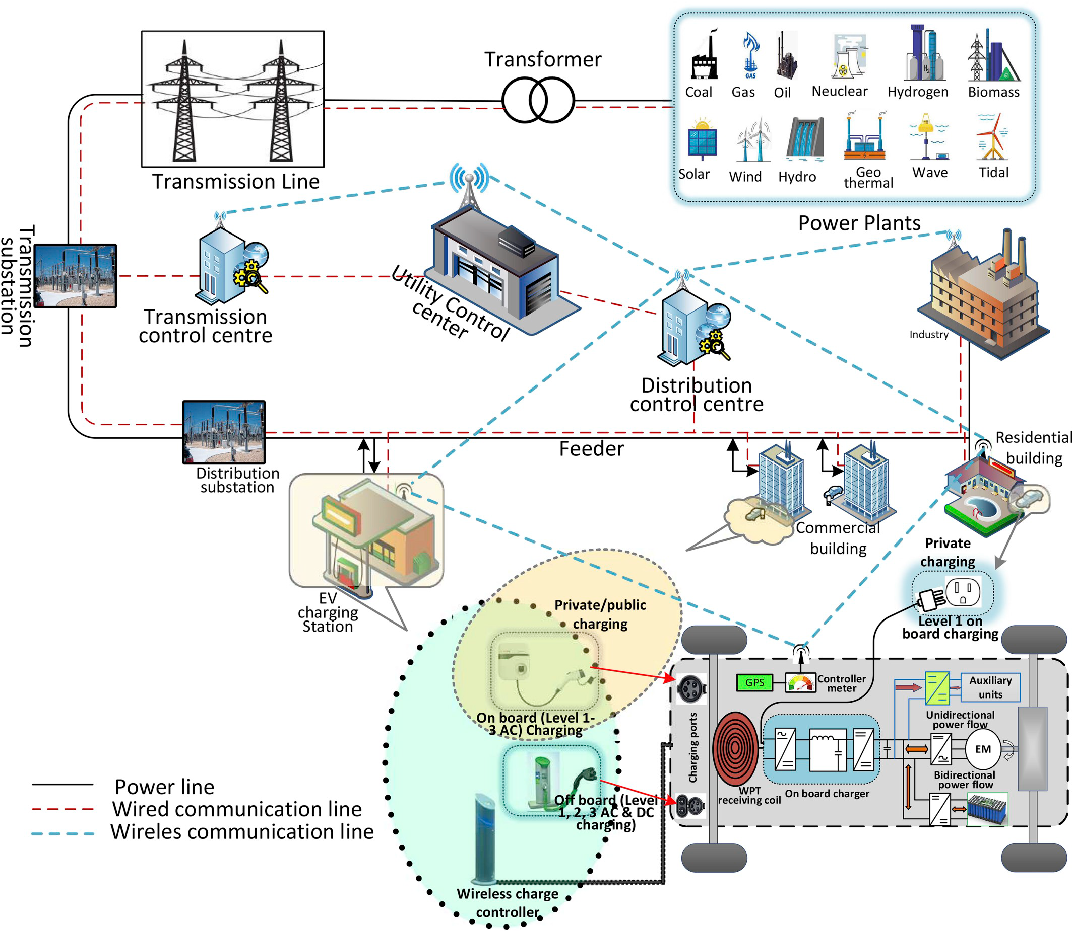 Transformer
Coal
Gas
Oil
Neuclear
Hydrogen
Biomass
GAS
H₂
Solar
Wind
Hydro
Geo
thermal
Wave
Tidal
Power Plants
Transmission Line
Transmission
substation
Transmission
control centre
Utility Control
center
Distribution
control centre
Industry
Distribution
substation
Feeder
Residential
building
Commercial
building
EV
charging
Station
Private
charging
Level 1 on
board charging
Private/public
charging
On board (Level 1-
3 AC) Charging
Off board (Level
1, 2, 3 AC & DC
charging)
Wireless charge
controller
Charging ports
GPS
Controller
meter
WPT
receiving coil
On board charger
Auxiliary
units
Unidirectional
power flow
EM
Bidirectional
power flow
Power line
Wired communication line
Wireles communication line